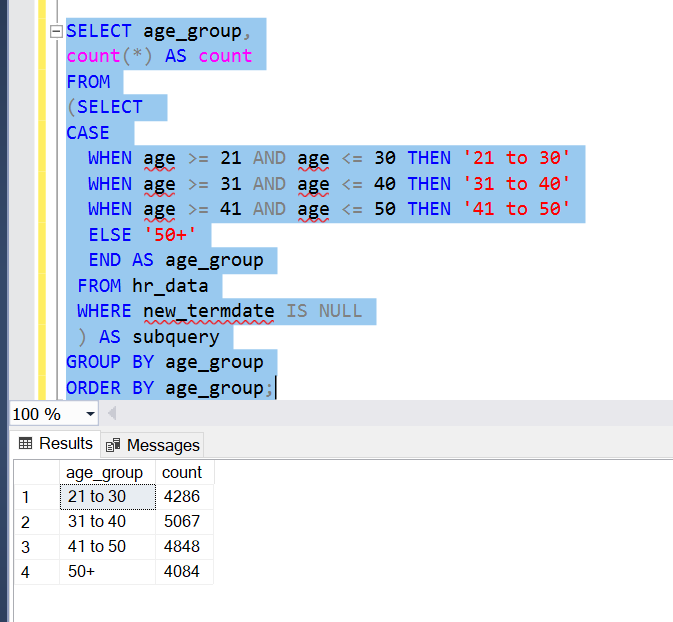 SELECT age_group,
count(*) AS count
FROM
(SELECT
CASE
WHEN age >= 21 AND age <= 30 THEN '21 to 30'
WHEN age >= 31 AND age <= 40 THEN '31 to 40'
WHEN age >= 41 AND age <= 50 THEN '41 to 50'
ELSE '50+'
END AS age_group
FROM hr_data
WHERE new_termdate IS NULL
) AS subquery
GROUP BY age_group
ORDER BY age_group;
100 %
Results Messages
age_group count
1 21 to 30 4286
2 31 to 40 5067
3 41 to 50 4848
4 50+ 4084